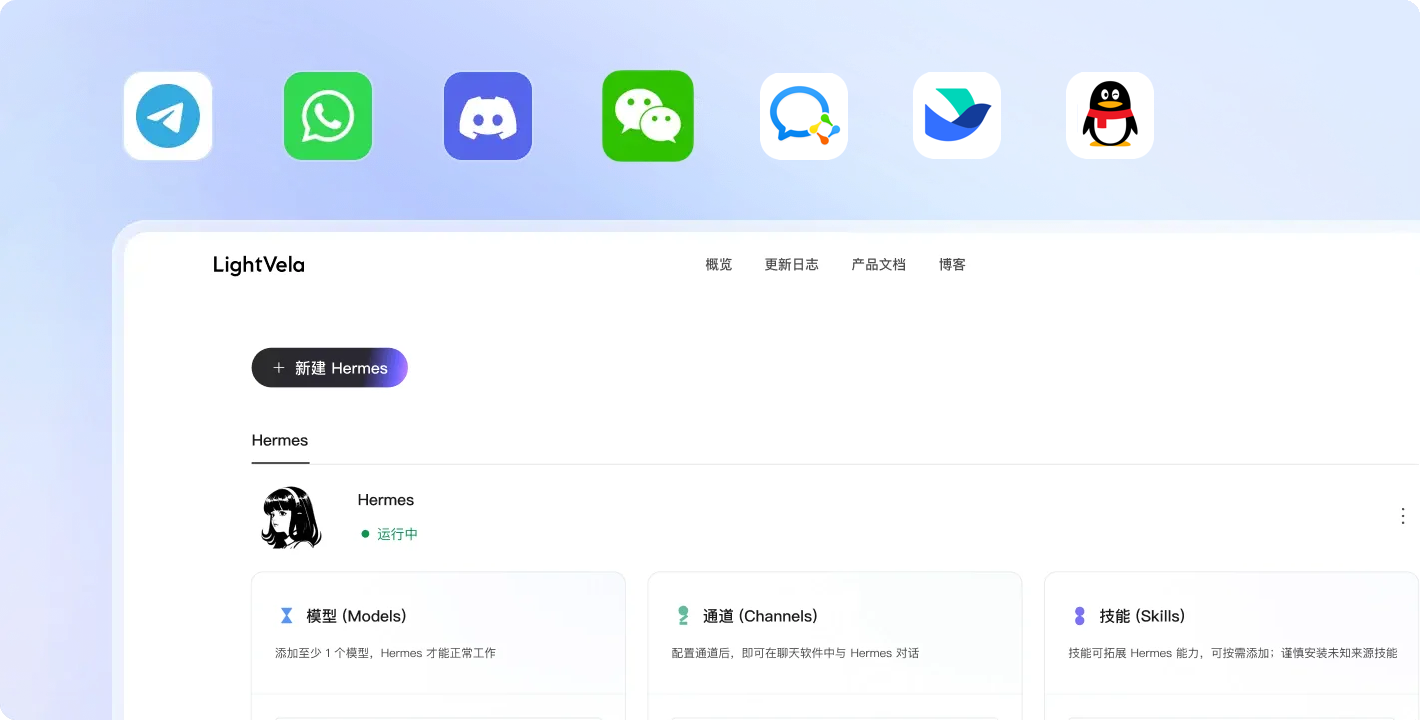 LightVela
概览 更新日志 产品文档 博客
+ 新建 Hermes
Hermes
Hermes
运行中
模型 (Models)
添加至少 1 个模型，Hermes 才能正常工作
通道 (Channels)
配置通道后，即可在聊天软件中与 Hermes 对话
技能 (Skills)
技能可拓展 Hermes 能力，可按需添加；谨慎安装未知来源技能